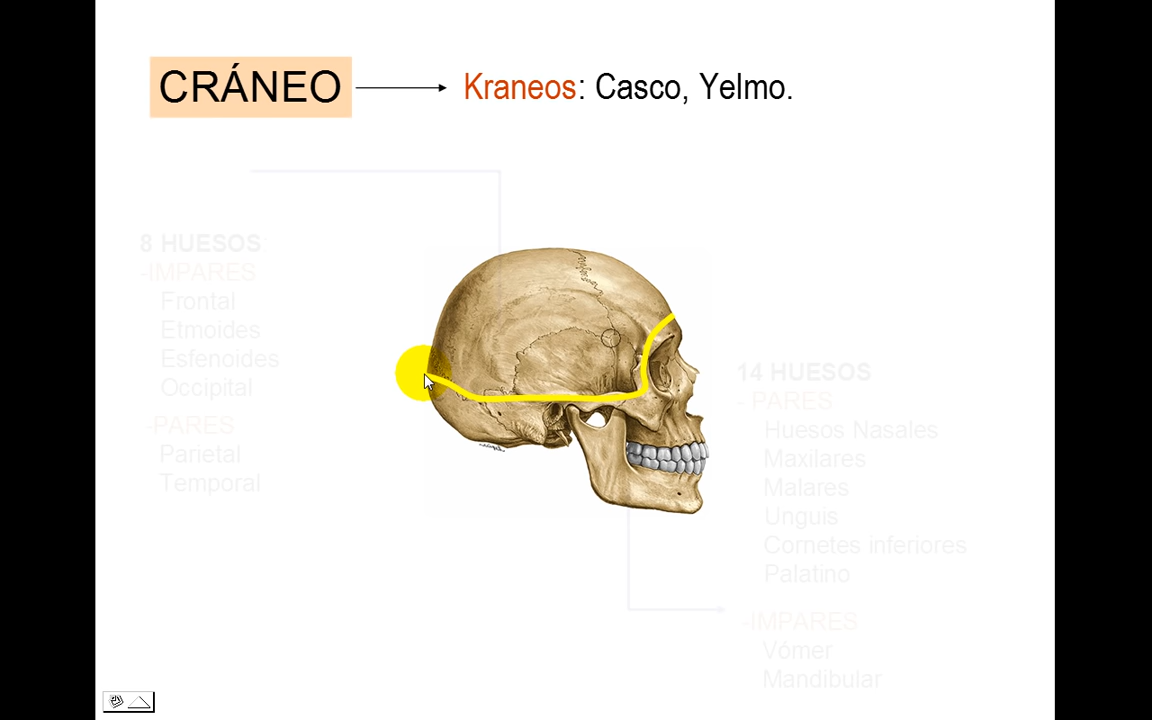 CRÁNEO
Kraneos: Casco, Yelmo.
8 HUESOS:
-IMPARES
Frontal
Etmoides
Esfenoides
Occipital
-PARES
Parietal
Temporal
14 HUESOS
- PARES
Huesos Nasales
Maxilares
Malares
Unguis
Cornetes inferiores
Palatino
-IMPARES
Vómer
Mandibular